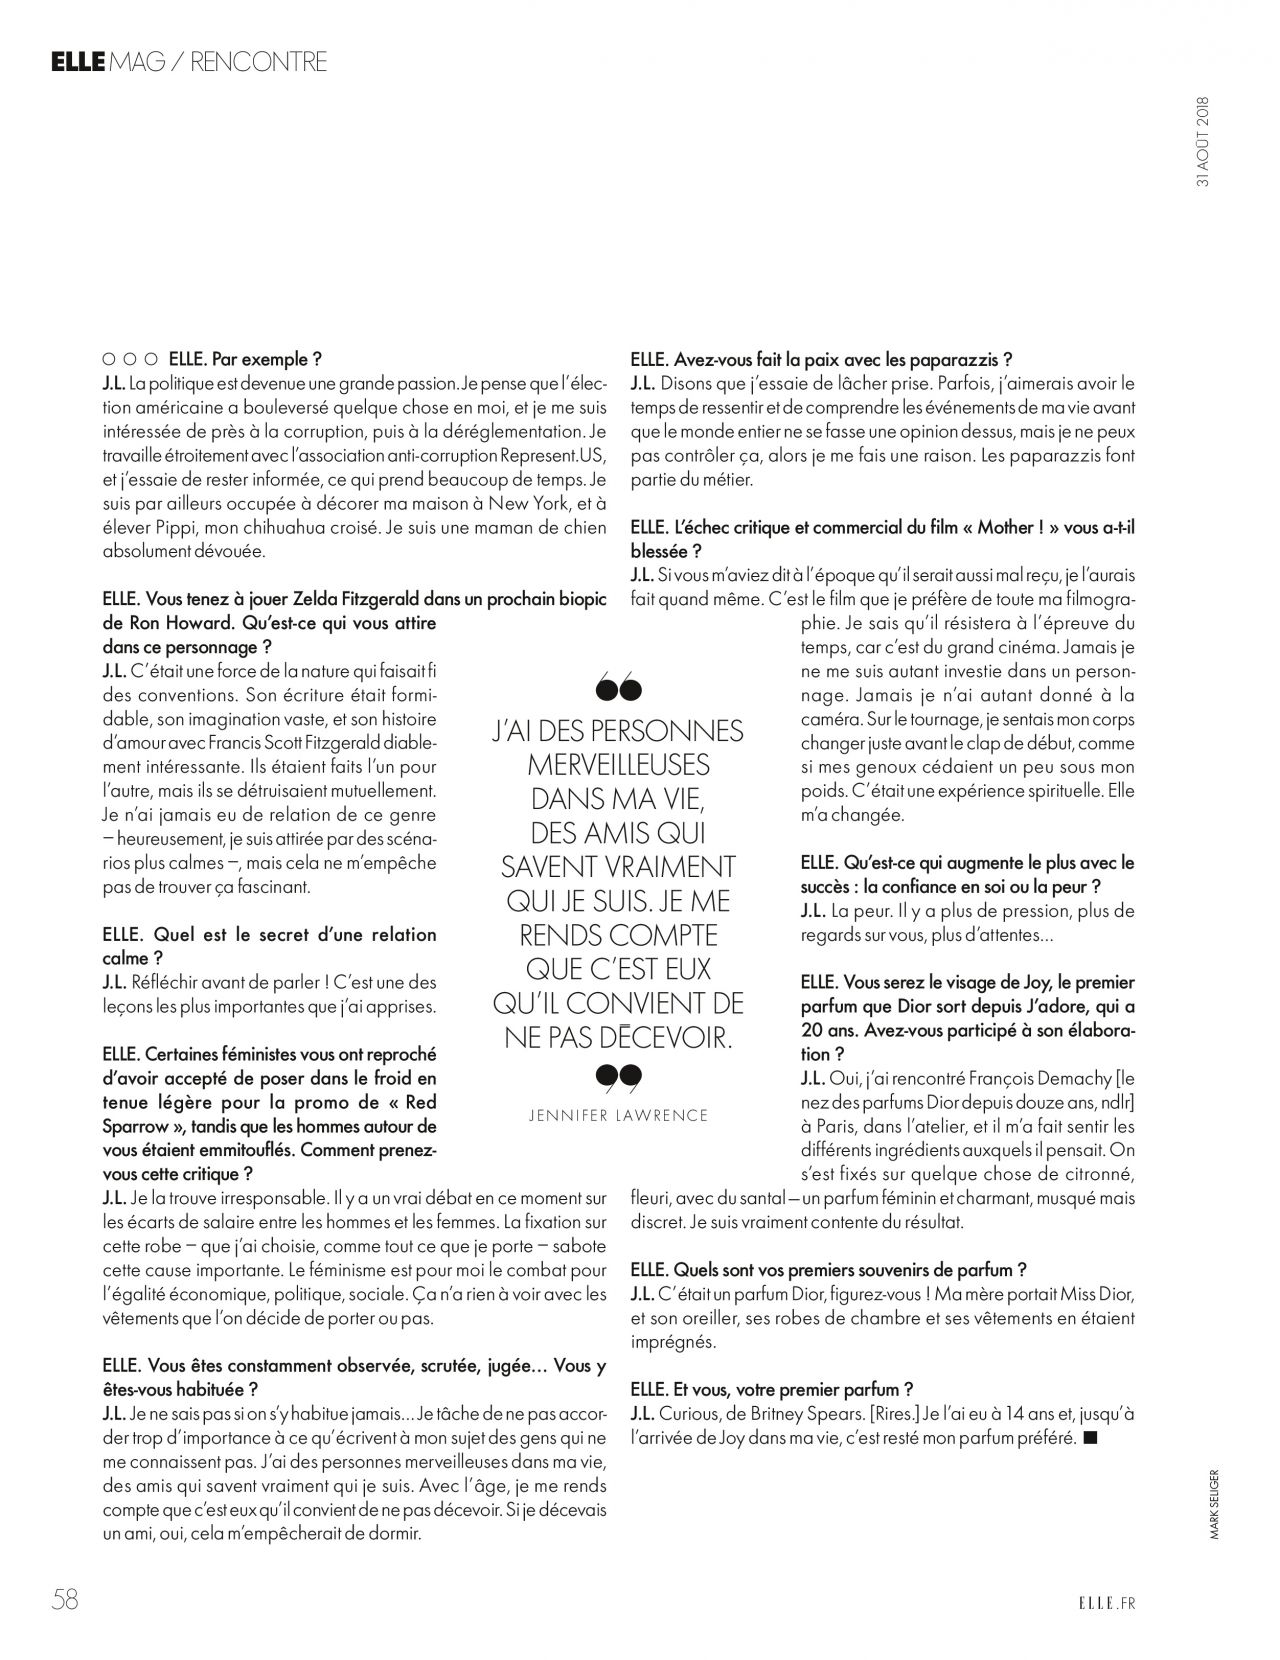 ELLE MAG / RENCONTRE
31 AOÛT 2018
○ ○ ○ ELLE. Par exemple ?
J.L. La politique est devenue une grande passion. Je pense que l'élec-
tion américaine a bouleversé quelque chose en moi, et je me suis
intéressée de près à la corruption, puis à la déréglementation. Je
travaille étroitement avec l'association anti-corruption Represent.US,
et j'essaie de rester informée, ce qui prend beaucoup de temps. Je
suis par ailleurs occupée à décorer ma maison à New York, et à
élever Pippi, mon chihuahua croisé. Je suis une maman de chien
absolument dévouée.
ELLE. Vous tenez à jouer Zelda Fitzgerald dans un prochain biopic
de Ron Howard. Qu'est-ce qui vous attire
dans ce personnage ?
J.L. C'était une force de la nature qui faisait fi
des conventions. Son écriture était formi-
dable, son imagination vaste, et son histoire
d'amour avec Francis Scott Fitzgerald diable-
ment intéressante. Ils étaient faits l'un pour
l'autre, mais ils se détruisaient mutuellement.
Je n'ai jamais eu de relation de ce genre
– heureusement, je suis attirée par des scéna-
rios plus calmes –, mais cela ne m'empêche
pas de trouver ça fascinant.
ELLE. Quel est le secret d'une relation
calme ?
J.L. Réfléchir avant de parler ! C'est une des
leçons les plus importantes que j'ai apprises.
ELLE. Certaines féministes vous ont reproché
d'avoir accepté de poser dans le froid en
tenue légère pour la promo de « Red
Sparrow », tandis que les hommes autour de
vous étaient emmitouflés. Comment prenez-
vous cette critique ?
J.L. Je la trouve irresponsable. Il y a un vrai débat en ce moment sur
les écarts de salaire entre les hommes et les femmes. La fixation sur
cette robe – que j'ai choisie, comme tout ce que je porte – sabote
cette cause importante. Le féminisme est pour moi le combat pour
l'égalité économique, politique, sociale. Ça n'a rien à voir avec les
vêtements que l'on décide de porter ou pas.
ELLE. Vous êtes constamment observée, scrutée, jugée... Vous y
êtes-vous habituée ?
J.L. Je ne sais pas si on s'y habitue jamais... Je tâche de ne pas accor-
der trop d'importance à ce qu'écrivent à mon sujet des gens qui ne
me connaissent pas. J'ai des personnes merveilleuses dans ma vie,
des amis qui savent vraiment qui je suis. Avec l'âge, je me rends
compte que c'est eux qu'il convient de ne pas décevoir. Si je décevais
un ami, oui, cela m'empêcherait de dormir.
“
J'AI DES PERSONNES
MERVEILLEUSES
DANS MA VIE,
DES AMIS QUI
SAVENT VRAIMENT
QUI JE SUIS. JE ME
RENDS COMPTE
QUE C'EST EUX
QU'IL CONVIENT DE
NE PAS DÉCEVOIR.
”
JENNIFER LAWRENCE
ELLE. Avez-vous fait la paix avec les paparazzis ?
J.L. Disons que j'essaie de lâcher prise. Parfois, j'aimerais avoir le
temps de ressentir et de comprendre les événements de ma vie avant
que le monde entier ne se fasse une opinion dessus, mais je ne peux
pas contrôler ça, alors je me fais une raison. Les paparazzis font
partie du métier.
ELLE. L'échec critique et commercial du film « Mother ! » vous a-t-il
blessée ?
J.L. Si vous m'aviez dit à l'époque qu'il serait aussi mal reçu, je l'aurais
fait quand même. C'est le film que je préfère de toute ma filmogra-
phie. Je sais qu'il résistera à l'épreuve du
temps, car c'est du grand cinéma. Jamais je
ne me suis autant investie dans un person-
nage. Jamais je n'ai autant donné à la
caméra. Sur le tournage, je sentais mon corps
changer juste avant le clap de début, comme
si mes genoux cédaient un peu sous mon
poids. C'était une expérience spirituelle. Elle
m'a changée.
ELLE. Qu'est-ce qui augmente le plus avec le
succès : la confiance en soi ou la peur ?
J.L. La peur. Il y a plus de pression, plus de
regards sur vous, plus d'attentes...
ELLE. Vous serez le visage de Joy, le premier
parfum que Dior sort depuis J'adore, qui a
20 ans. Avez-vous participé à son élabora-
tion ?
J.L. Oui, j'ai rencontré François Demachy [le
nez des parfums Dior depuis douze ans, ndlr]
à Paris, dans l'atelier, et il m'a fait sentir les
différents ingrédients auxquels il pensait. On
s'est fixés sur quelque chose de citronné,
fleuri, avec du santal – un parfum féminin et charmant, musqué mais
discret. Je suis vraiment contente du résultat.
ELLE. Quels sont vos premiers souvenirs de parfum ?
J.L. C'était un parfum Dior, figurez-vous ! Ma mère portait Miss Dior,
et son oreiller, ses robes de chambre et ses vêtements en étaient
imprégnés.
ELLE. Et vous, votre premier parfum ?
J.L. Curious, de Britney Spears. [Rires.] Je l'ai eu à 14 ans et, jusqu'à
l'arrivée de Joy dans ma vie, c'est resté mon parfum préféré. ■
MARK SELIGER
58
ELLE.FR